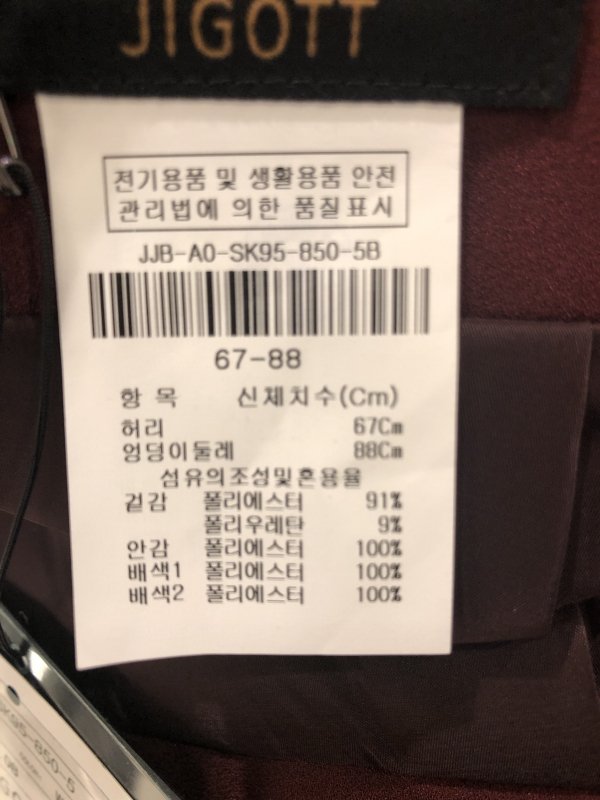 JIGOTT
전기용품 및 생활용품 안전
관리법에 의한 품질표시
JJB-A0-SK95-850-5B
67-88
항 목 신체치수(Cm)
허리 67Cm
엉덩이둘레 88Cm
섬유의조성및혼용율
겉감 폴리에스터 91%
폴리우레탄 9%
안감 폴리에스터 100%
배색1 폴리에스터 100%
배색2 폴리에스터 100%
SK95-850-5